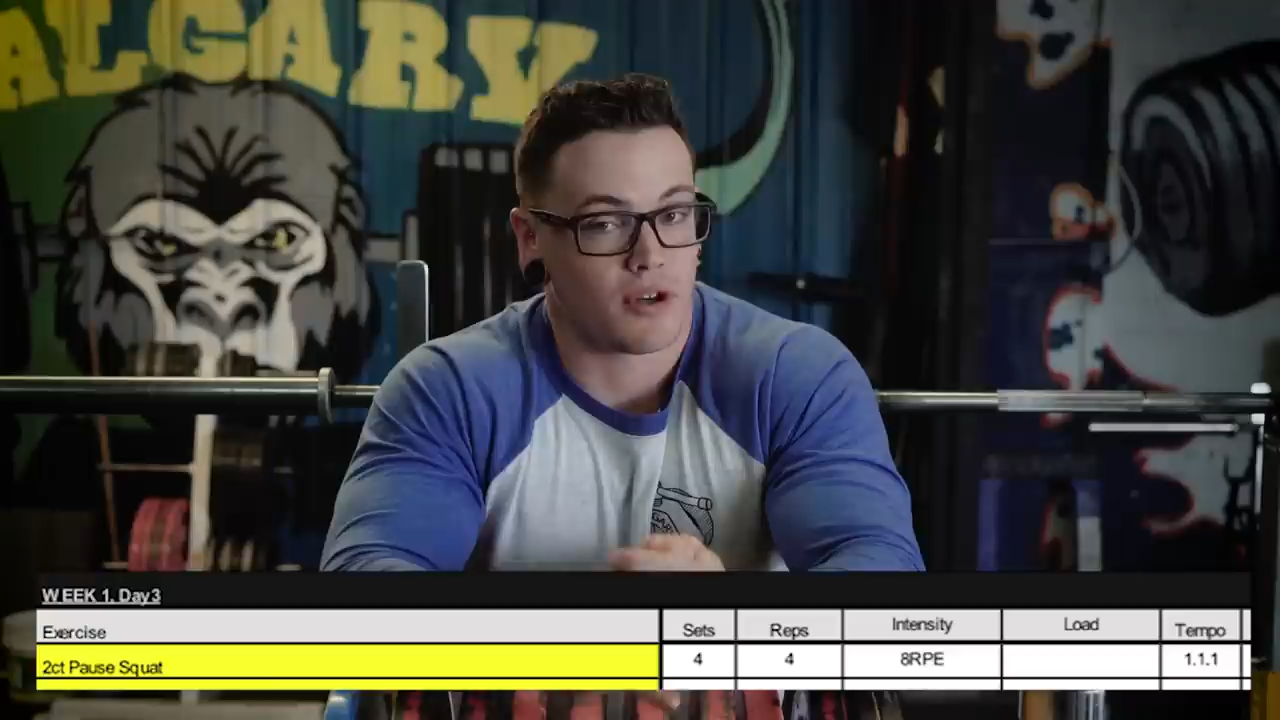 ALGARY
WEEK 1, Day3
Exercise Sets Reps Intensity Load Tempo
2ct Pause Squat 4 4 8RPE 1.1.1